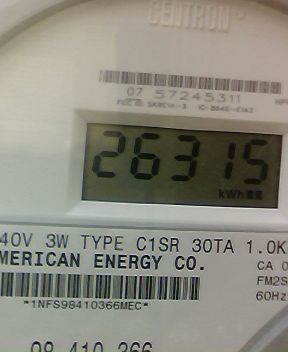 CENTRON®
07 57245311
26315
kWh
40V 3W TYPE C1SR 30TA 1.0K
MERICAN ENERGY CO.
CA 0
FM2S
60Hz
*1NFS98410366MEC*
98 410 366